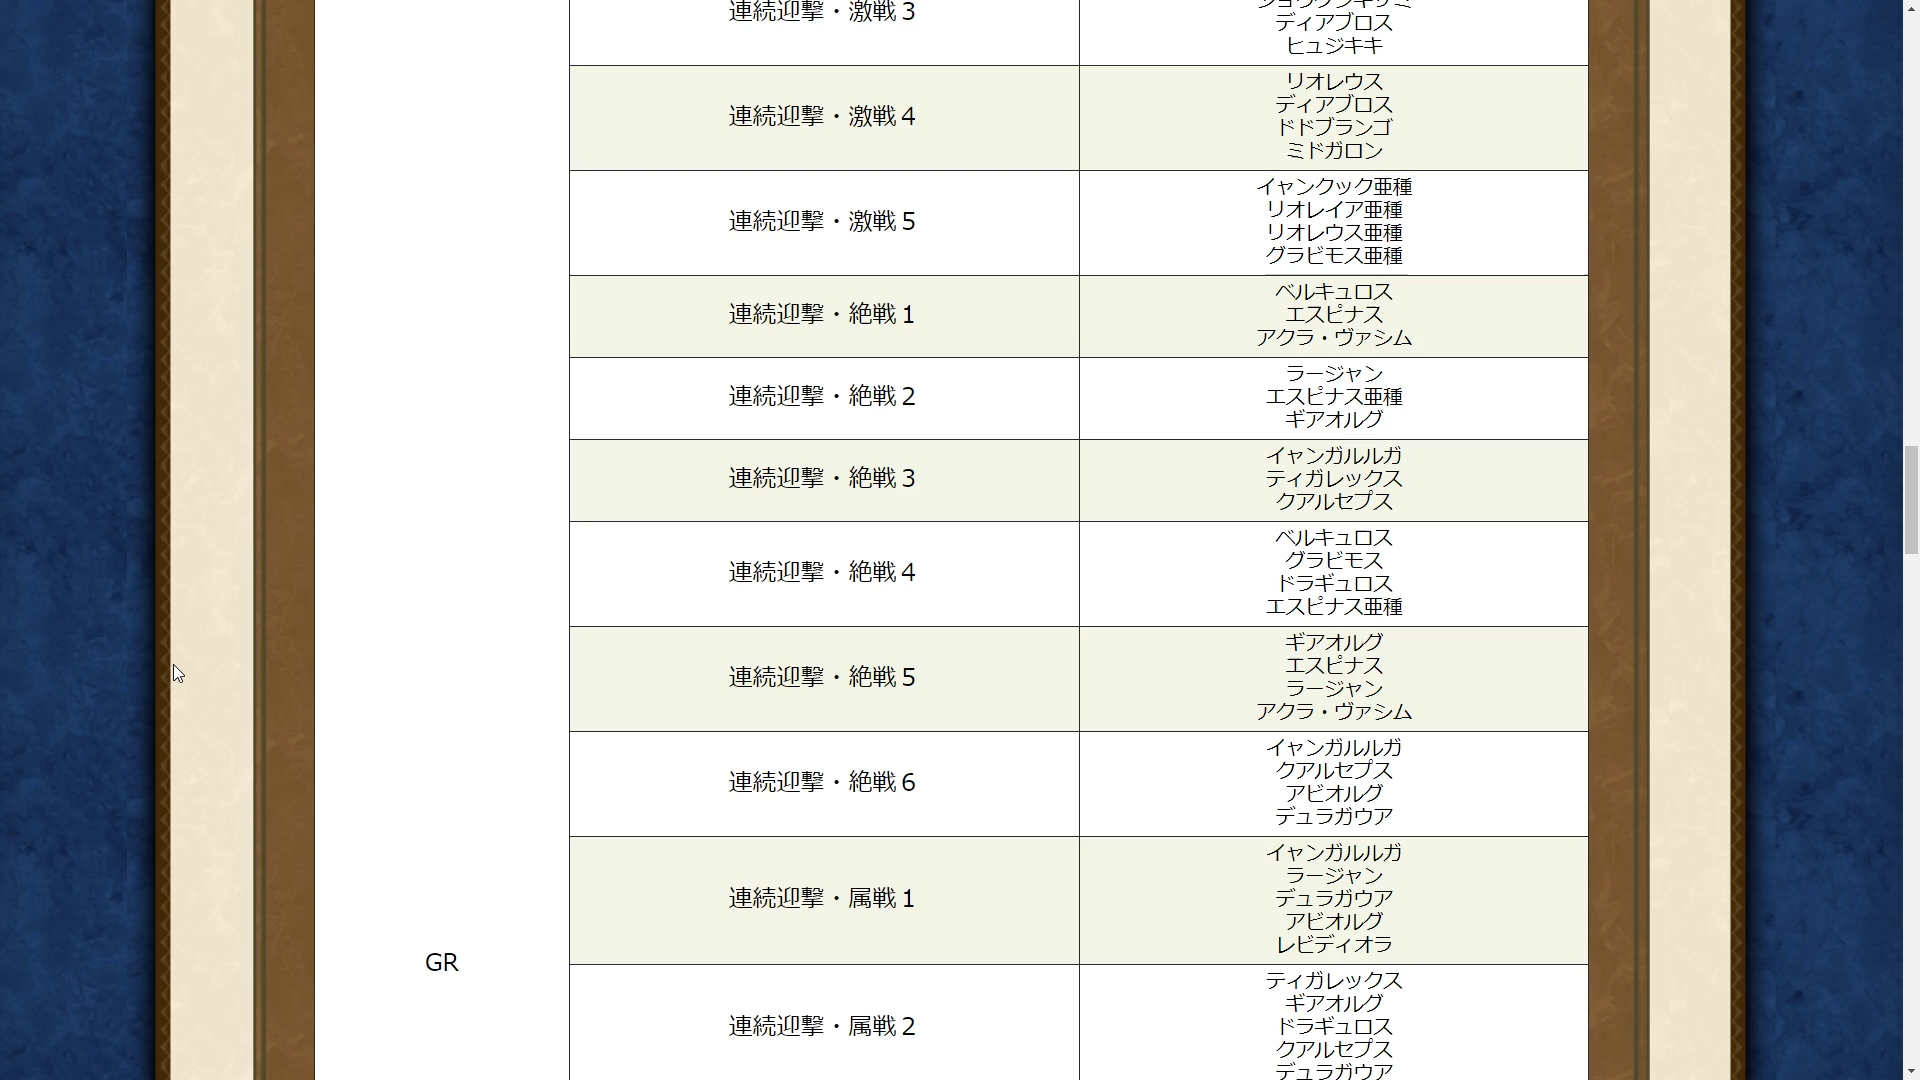 連続迎撃・激戦３
ディアブロス
ヒュジキキ
連続迎撃・激戦４
リオレウス
ディアブロス
ドドブランゴ
ミドガロン
連続迎撃・激戦５
イャンクック亜種
リオレイア亜種
リオレウス亜種
グラビモス亜種
連続迎撃・絶戦１
ベルキュロス
エスピナス
アクラ・ヴァシム
連続迎撃・絶戦２
ラージャン
エスピナス亜種
ギアオルグ
連続迎撃・絶戦３
イャンガルルガ
ティガレックス
クアルセプス
連続迎撃・絶戦４
ベルキュロス
グラビモス
ドラギュロス
エスピナス亜種
連続迎撃・絶戦５
ギアオルグ
エスピナス
ラージャン
アクラ・ヴァシム
連続迎撃・絶戦６
イャンガルルガ
クアルセプス
アビオルグ
デュラガウア
連続迎撃・属戦１
イャンガルルガ
ラージャン
デュラガウア
アビオルグ
レビディオラ
GR
連続迎撃・属戦２
ティガレックス
ギアオルグ
ドラギュロス
クアルセプス
デュラガウア